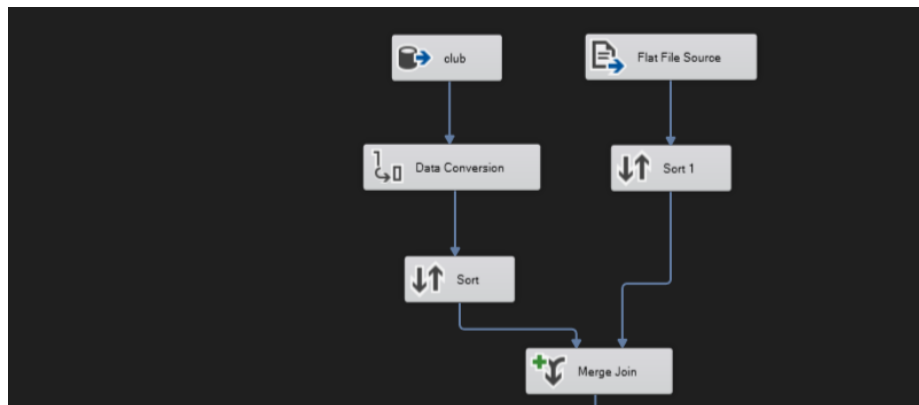 club
Flat File Source
Data Conversion
Sort 1
Sort
Merge Join